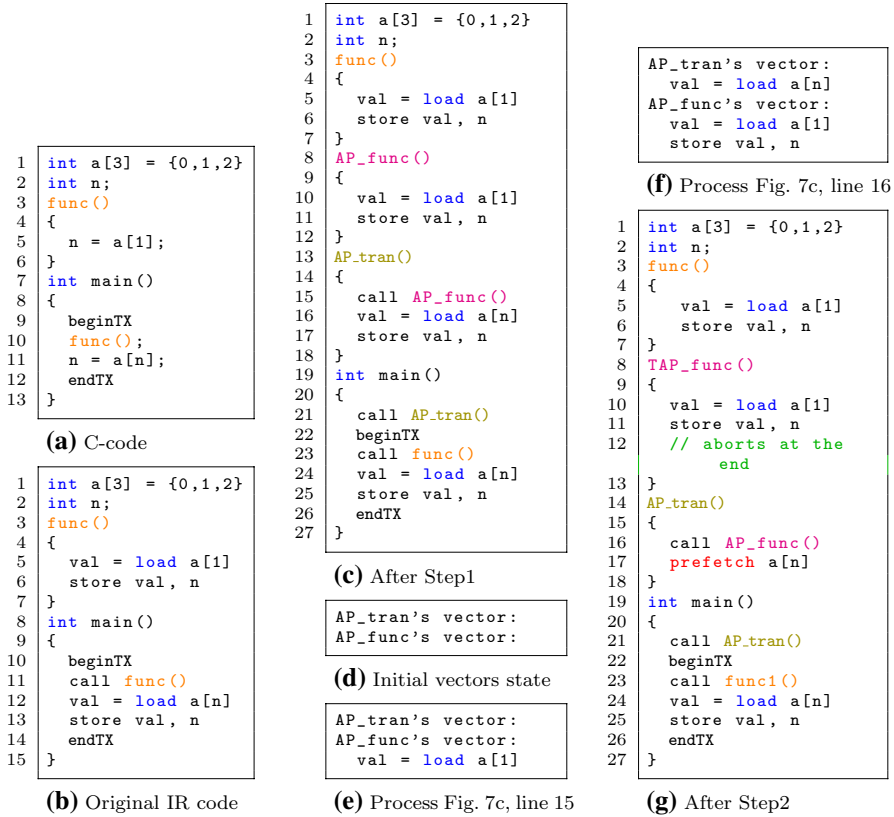 1 int a[3] = {0,1,2}
2 int n;
3 func()
4 {
5 n = a[1];
6 }
7 int main()
8 {
9 beginTX
10 func();
11 n = a[n];
12 endTX
13 }
(a) C-code
1 int a[3] = {0,1,2}
2 int n;
3 func()
4 {
5 val = load a[1]
6 store val, n
7 }
8 int main()
9 {
10 beginTX
11 call func()
12 val = load a[n]
13 store val, n
14 endTX
15 }
(b) Original IR code
1 int a[3] = {0,1,2}
2 int n;
3 func()
4 {
5 val = load a[1]
6 store val, n
7 }
8 AP_func()
9 {
10 val = load a[1]
11 store val, n
12 }
13 AP_tran()
14 {
15 call AP_func()
16 val = load a[n]
17 store val, n
18 }
19 int main()
20 {
21 call AP_tran()
22 beginTX
23 call func()
24 val = load a[n]
25 store val, n
26 endTX
27 }
(c) After Step1
AP_tran's vector:
AP_func's vector:
(d) Initial vectors state
AP_tran's vector:
AP_func's vector:
val = load a[1]
(e) Process Fig. 7c, line 15
AP_tran's vector:
val = load a[n]
AP_func's vector:
val = load a[1]
store val, n
(f) Process Fig. 7c, line 16
1 int a[3] = {0,1,2}
2 int n;
3 func()
4 {
5 val = load a[1]
6 store val, n
7 }
8 TAP_func()
9 {
10 val = load a[1]
11 store val, n
12 // aborts at the
end
13 }
14 AP_tran()
15 {
16 call AP_func()
17 prefetch a[n]
18 }
19 int main()
20 {
21 call AP_tran()
22 beginTX
23 call func1()
24 val = load a[n]
25 store val, n
26 endTX
27 }
(g) After Step2